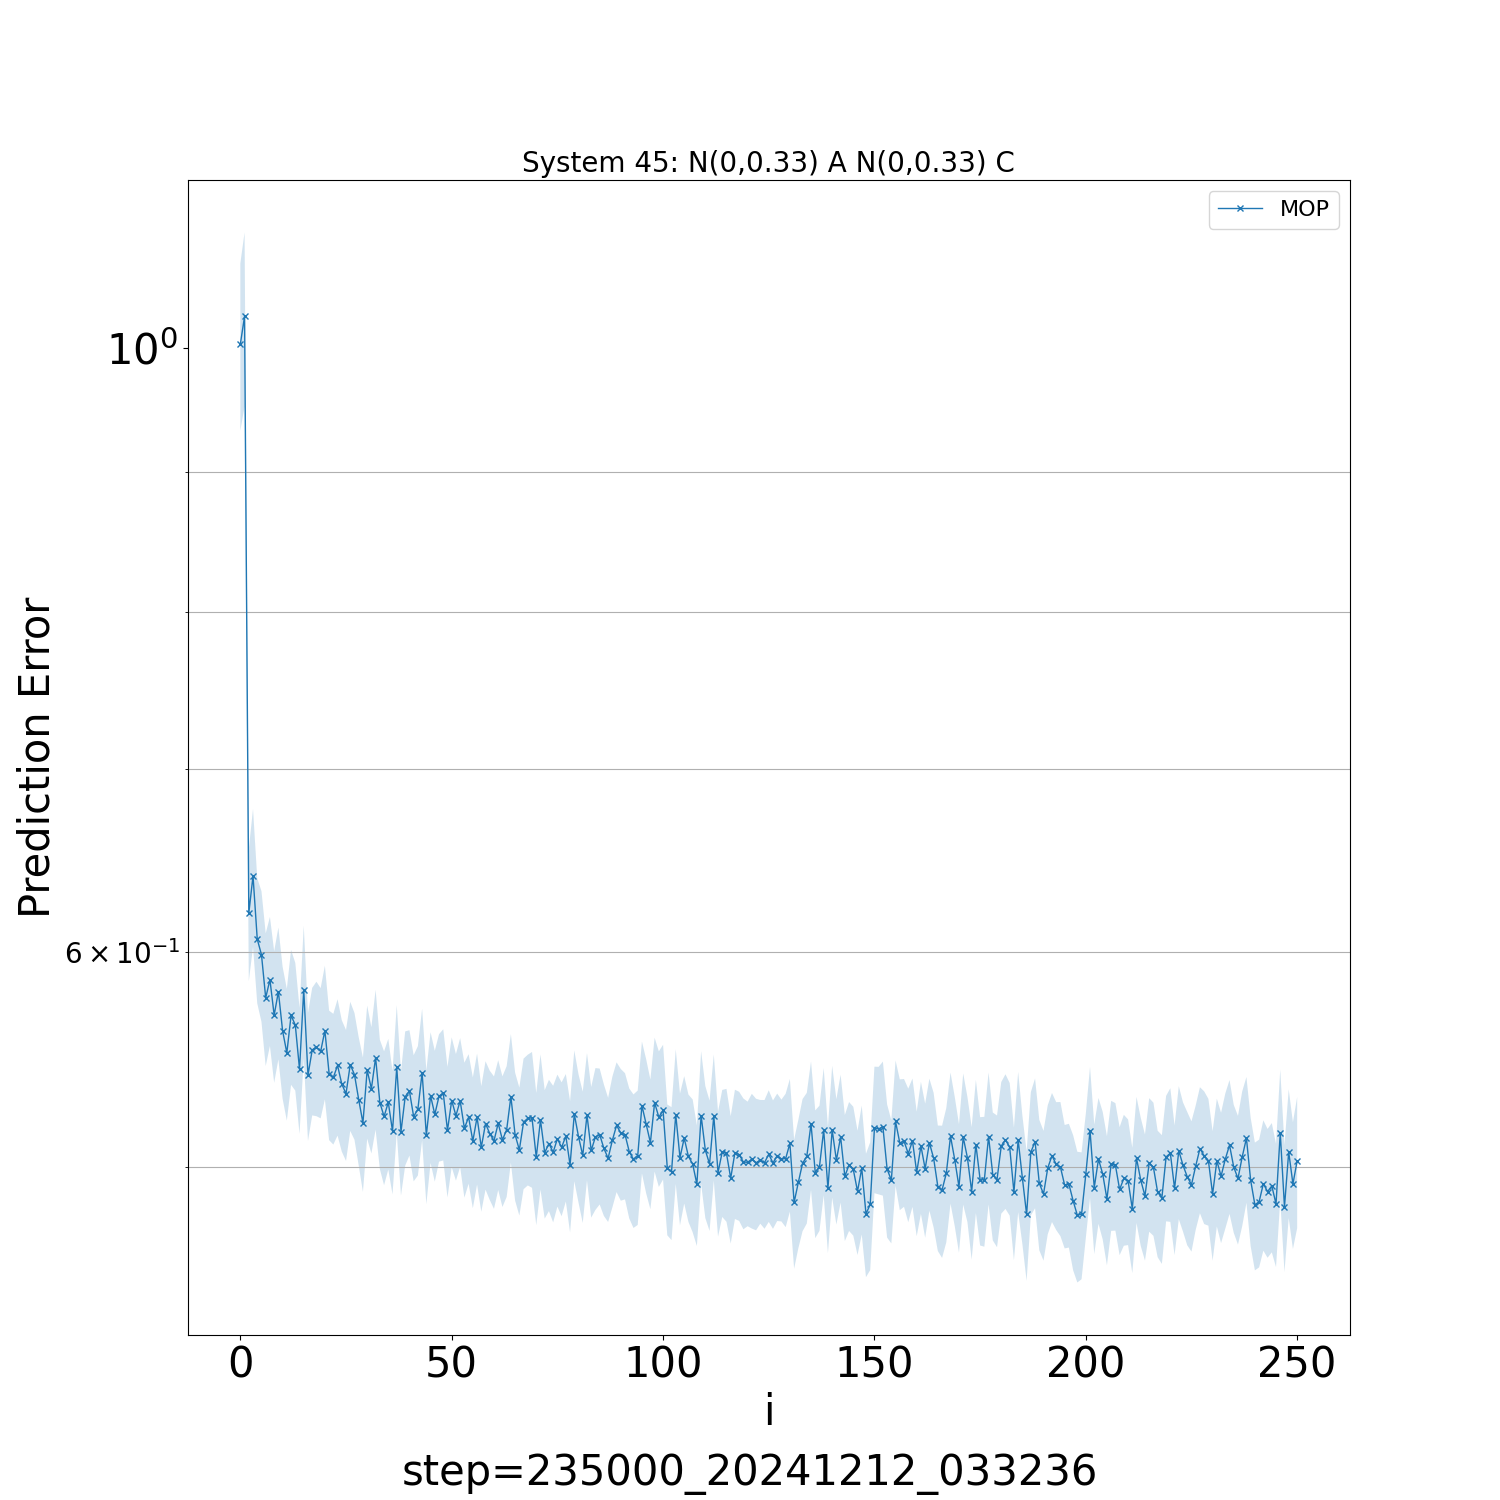 System 45: N(0,0.33) A N(0,0.33) C
MOP
10⁰
6 × 10⁻¹
Prediction Error
0 50 100 150 200 250
i
step=235000_20241212_033236